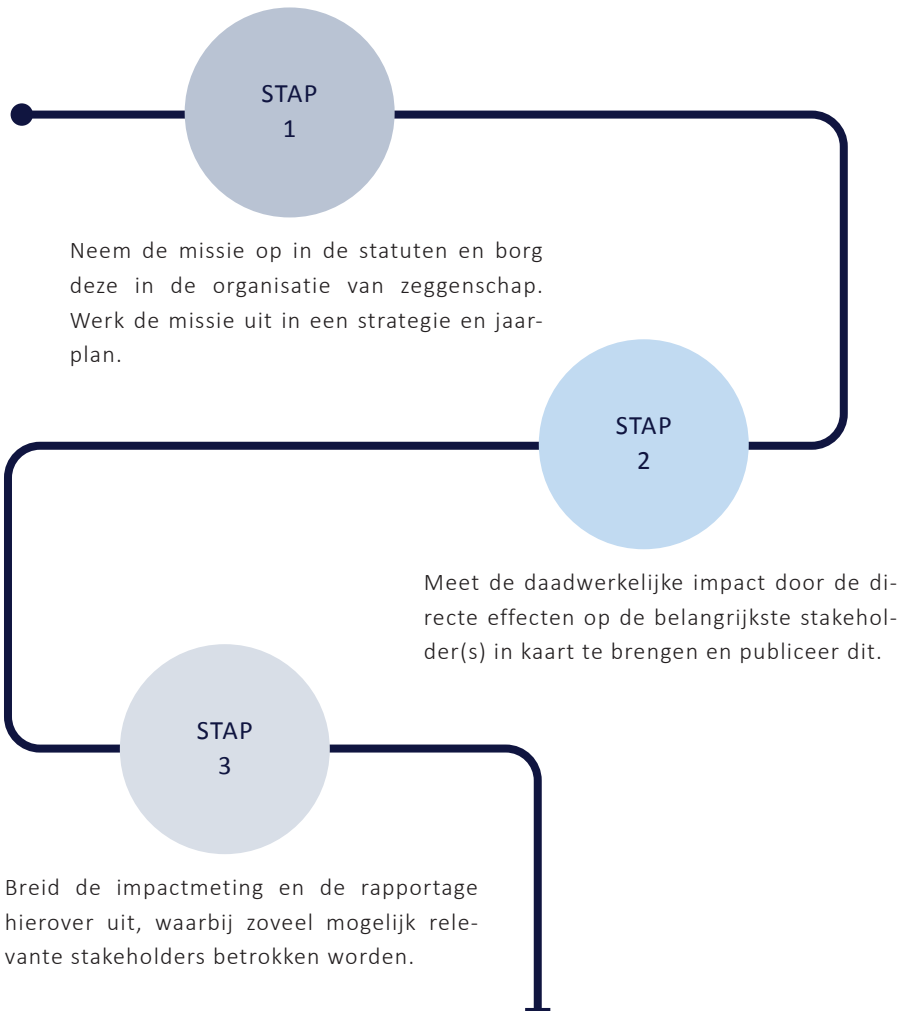 STAP
1
Neem de missie op in de statuten en borg
deze in de organisatie van zeggenschap.
Werk de missie uit in een strategie en jaar-
plan.
STAP
2
Meet de daadwerkelijke impact door de di-
recte effecten op de belangrijkste stakehol-
der(s) in kaart te brengen en publiceer dit.
STAP
3
Breid de impactmeting en de rapportage
hierover uit, waarbij zoveel mogelijk rele-
vante stakeholders betrokken worden.